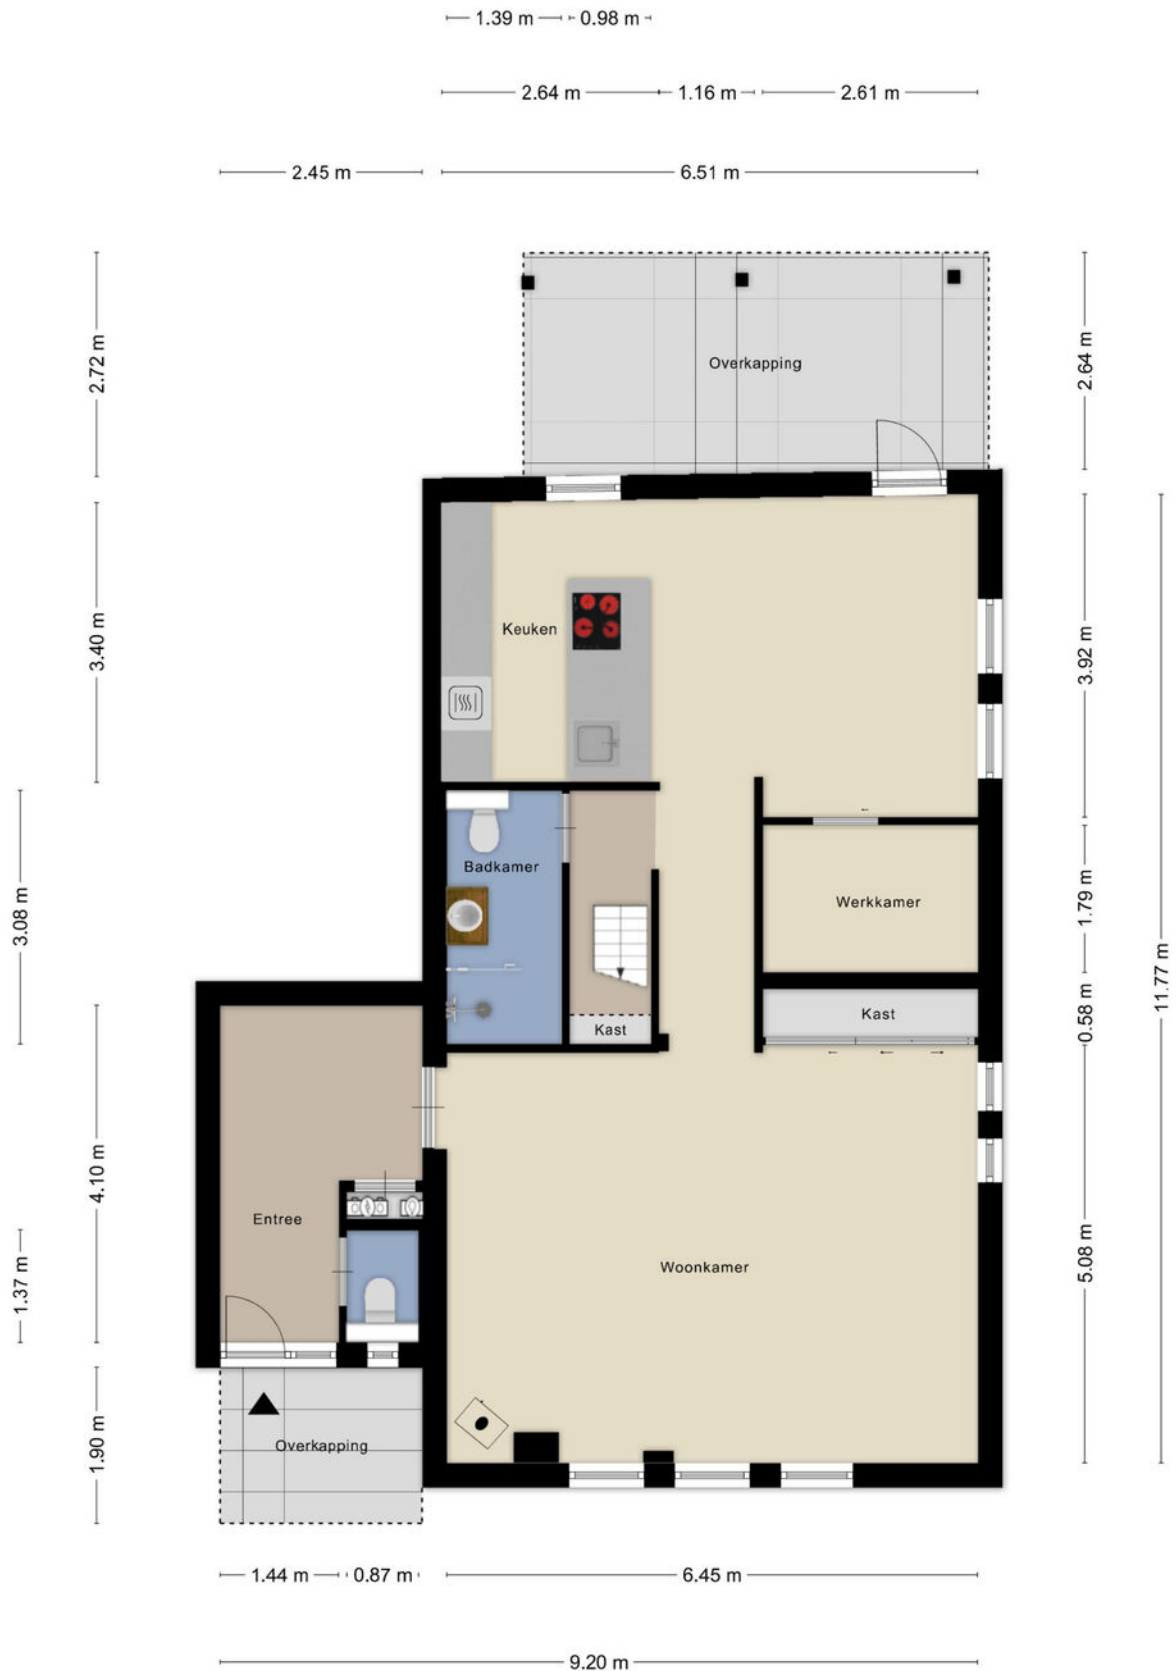 1.39 m 0.98 m
2.64 m 1.16 m 2.61 m
2.45 m 6.51 m
2.72 m
Overkapping
2.64 m
3.40 m
Keuken
3.92 m
3.08 m
Badkamer
Werkkamer
1.79 m
11.77 m
Kast
Kast
0.58 m
4.10 m
Entree
1.37 m
Woonkamer
5.08 m
1.90 m
Overkapping
1.44 m 0.87 m 6.45 m
9.20 m